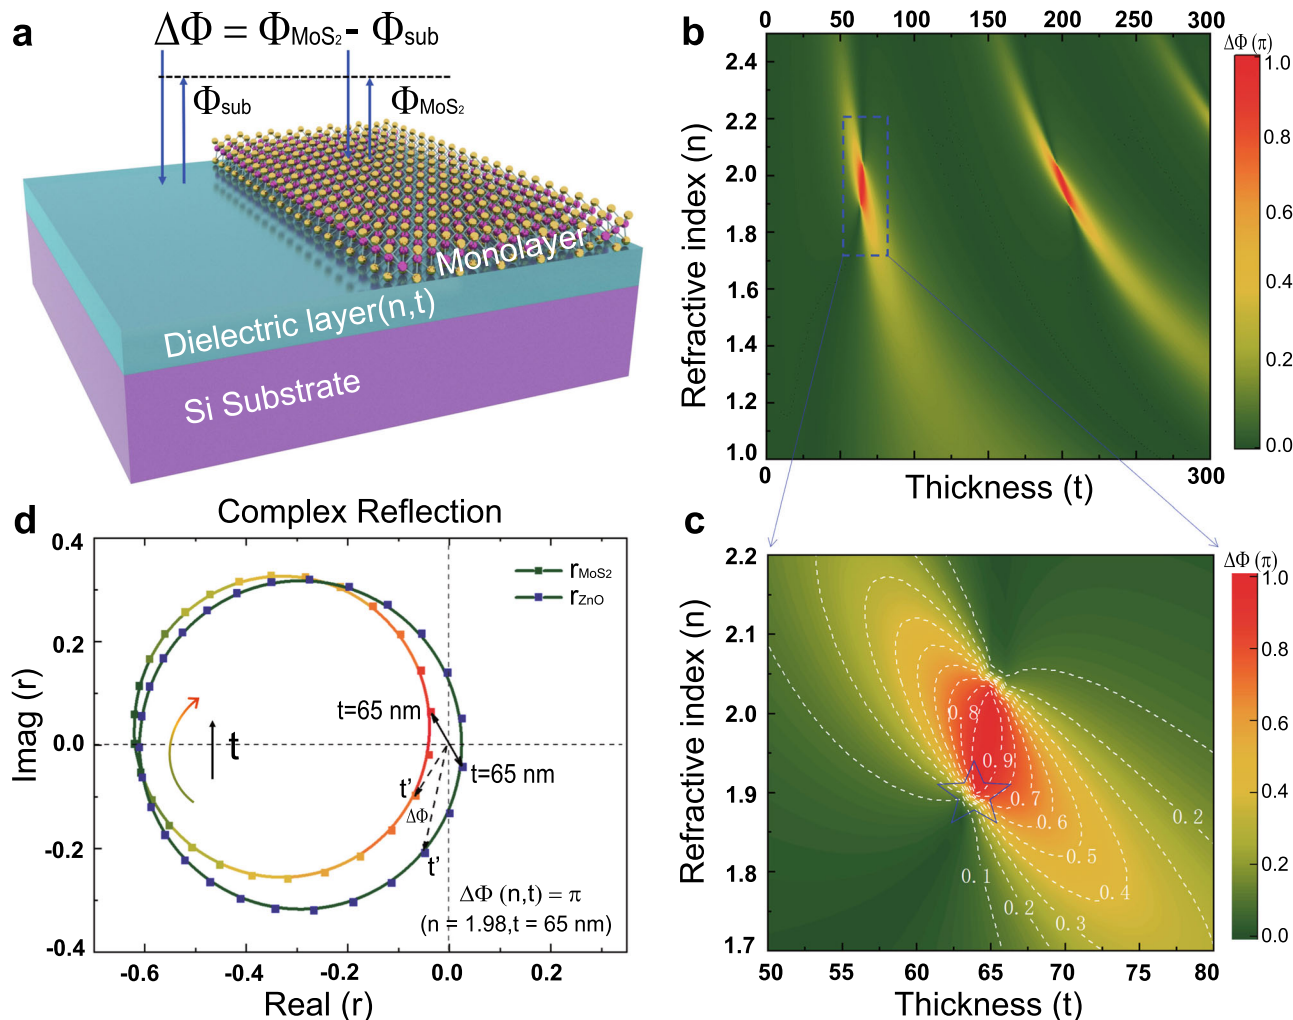 a
ΔΦ = Φ_MoS₂ - Φ_sub
Φ_sub
Φ_MoS₂
Monolayer
Dielectric layer(n,t)
Si Substrate
b
0 50 100 150 200 250 300
ΔΦ (π)
2.4
2.2
2.0
1.8
1.6
1.4
1.2
1.0
Refractive index (n)
0 300
Thickness (t)
1.0
0.8
0.6
0.4
0.2
0.0
d
Complex Reflection
0.4
0.2
0.0
-0.2
-0.4
Imag (r)
r_MoS2
r_ZnO
t=65 nm
t
t=65 nm
t'
ΔΦ
t'
ΔΦ (n,t) = π
(n = 1.98,t = 65 nm)
-0.6 -0.4 -0.2 0.0 0.2
Real (r)
c
ΔΦ (π)
2.2
2.1
2.0
1.9
1.8
1.7
Refractive index (n)
0.8
0.9
0.7
0.6
0.5
0.4
0.3
0.2
0.1
0.2
50 55 60 65 70 75 80
Thickness (t)
1.0
0.8
0.6
0.4
0.2
0.0